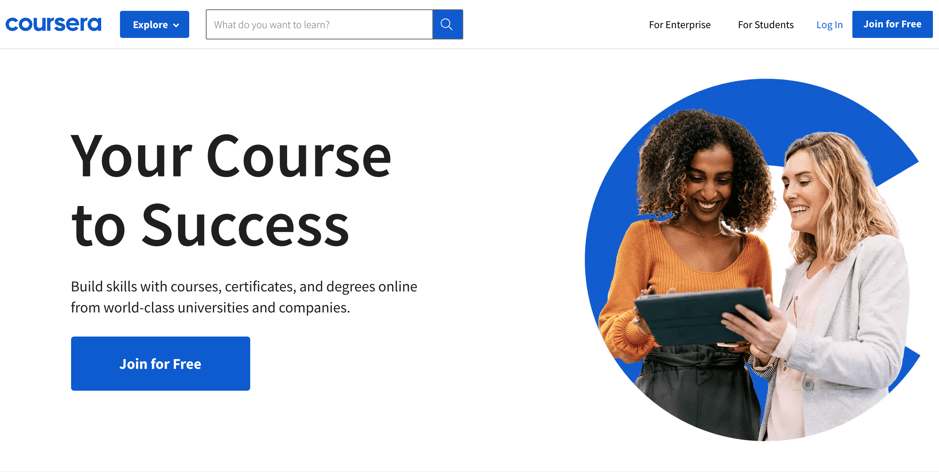 coursera
Explore
What do you want to learn?
For Enterprise
For Students
Log In
Join for Free
Your Course
to Success
Build skills with courses, certificates, and degrees online
from world-class universities and companies.
Join for Free